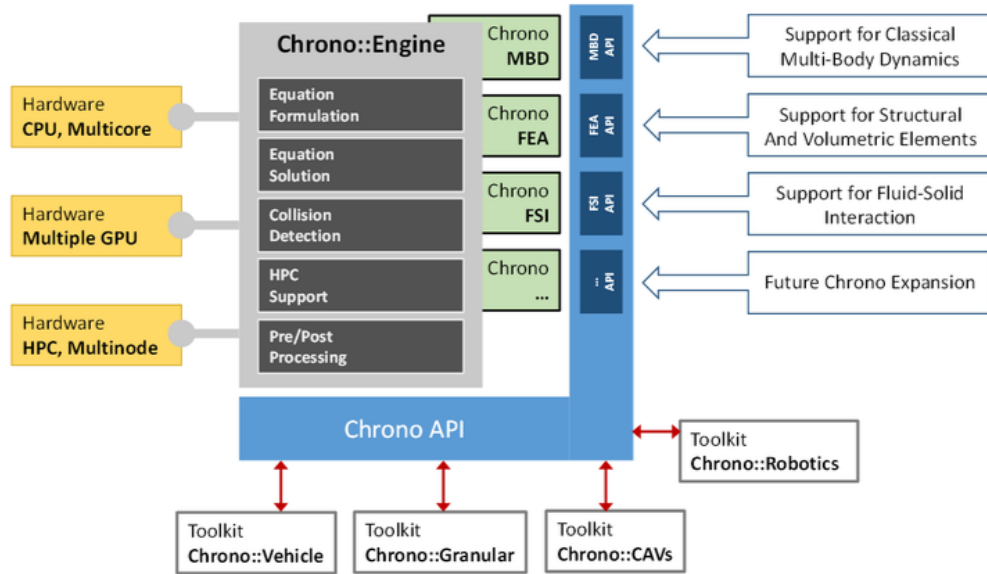 Chrono::Engine
Equation
Formulation
Equation
Solution
Collision
Detection
HPC
Support
Pre/Post
Processing
Hardware
CPU, Multicore
Hardware
Multiple GPU
Hardware
HPC, Multinode
Chrono
MBD
Chrono
FEA
Chrono
FSI
Chrono
...
MBD
API
FEA
API
FSI
API
...
API
Support for Classical
Multi-Body Dynamics
Support for Structural
And Volumetric Elements
Support for Fluid-Solid
Interaction
Future Chrono Expansion
Chrono API
Toolkit
Chrono::Robotics
Toolkit
Chrono::Vehicle
Toolkit
Chrono::Granular
Toolkit
Chrono::CAVs